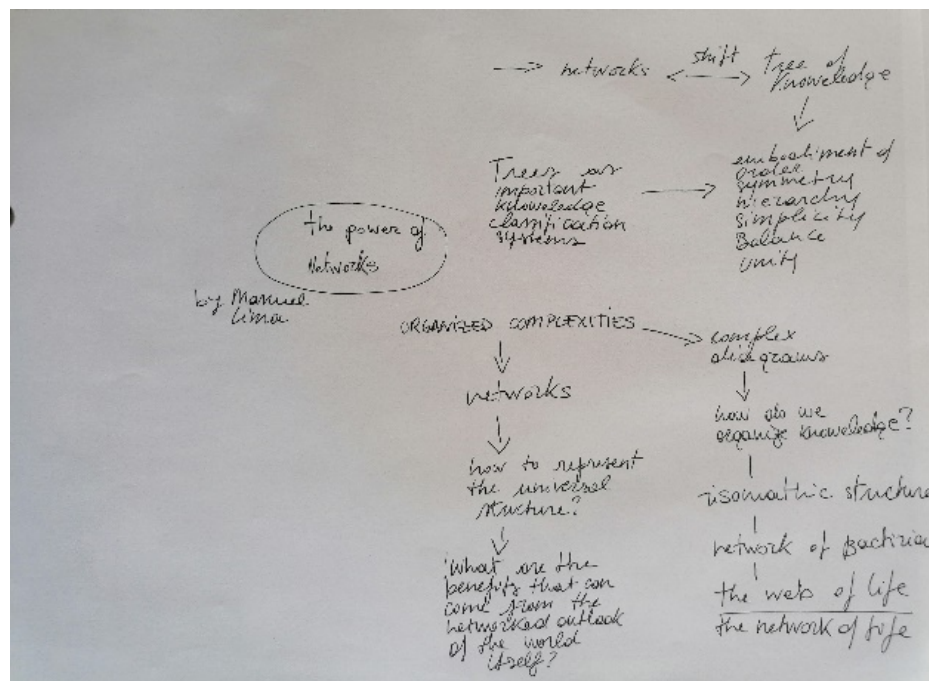 → networks ←→ shift Tree of
Knowledge
Trees as
important
knowledge
classification
systems
embodiment of
order
symmetry
hierarchy
simplicity
Balance
unity
the power of
Networks
by Manuel
Lima
ORGANIZED COMPLEXITIES
networks
how to represent
the universal
structure?
What are the
benefits that can
come from the
networked outlook
of the world
itself?
complex
diagrams
how do we
organize knowledge?
structure
network of Bactiria
the web of life
the network of life